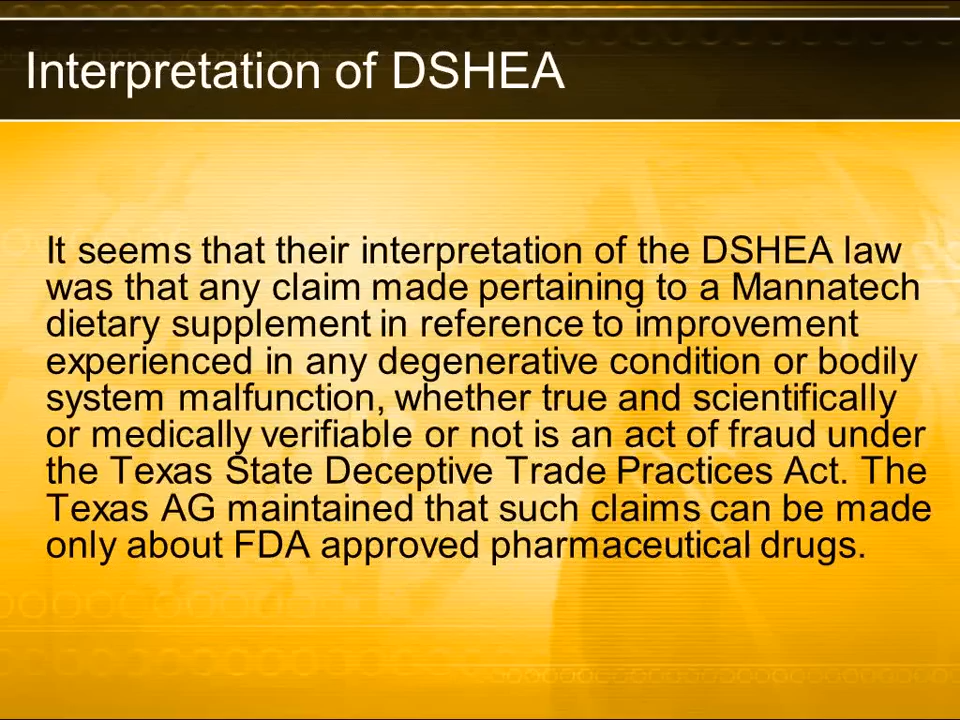 Interpretation of DSHEA
It seems that their interpretation of the DSHEA law
was that any claim made pertaining to a Mannatech
dietary supplement in reference to improvement
experienced in any degenerative condition or bodily
system malfunction, whether true and scientifically
or medically verifiable or not is an act of fraud under
the Texas State Deceptive Trade Practices Act. The
Texas AG maintained that such claims can be made
only about FDA approved pharmaceutical drugs.